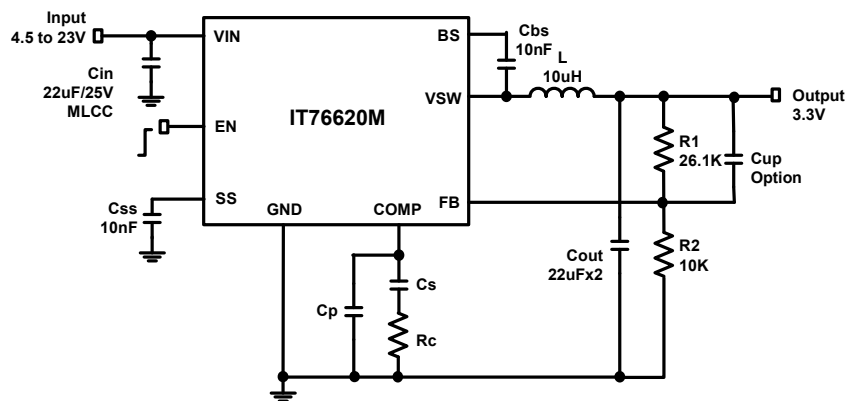 Input
4.5 to 23V
Cin
22uF/25V
MLCC
VIN
EN
SS
GND
COMP
IT76620M
BS
VSW
FB
Cbs
10nF
L
10uH
Output
3.3V
R1
26.1K
Cup
Option
Css
10nF
Cp
Cs
Rc
Cout
22uFx2
R2
10K